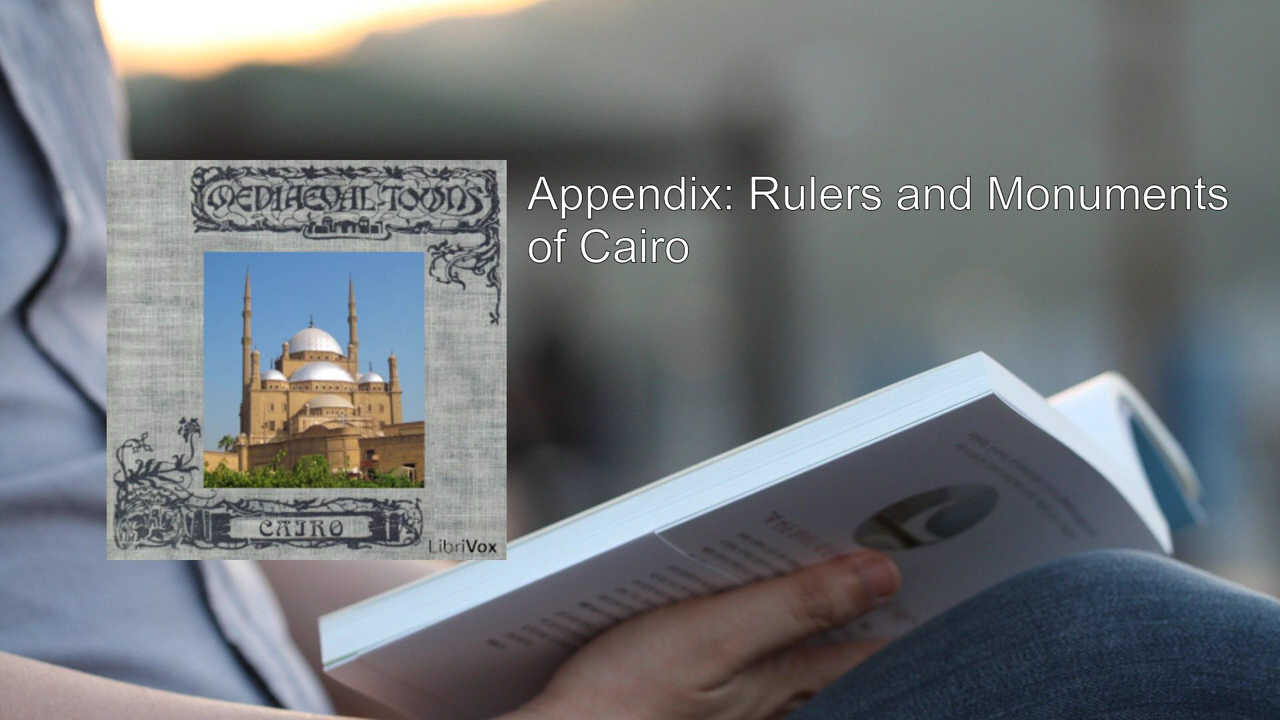 MEDIAEVAL TOWNS
Appendix: Rulers and Monuments
of Cairo
CAIRO
LibriVox